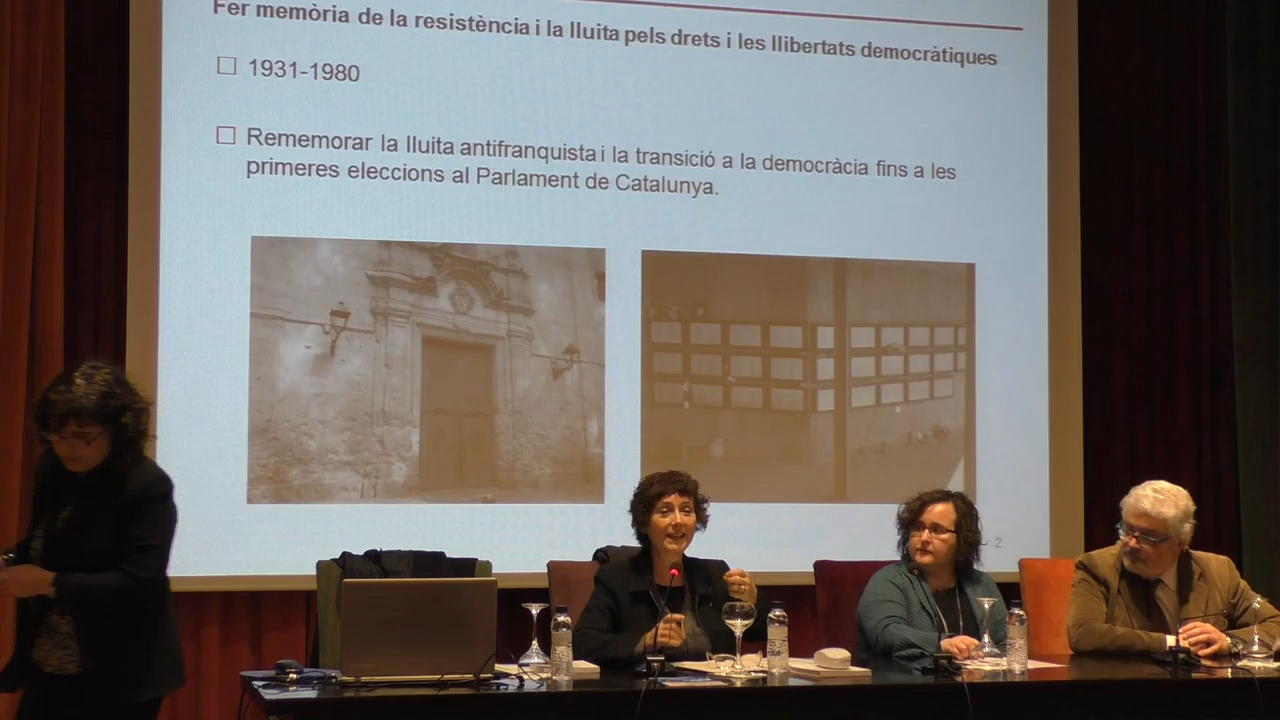 Fer memòria de la resistència i la lluita pels drets i les llibertats democràtiques
1931-1980
Rememorar la lluita antifranquista i la transició a la democràcia fins a les
primeres eleccions al Parlament de Catalunya.
2